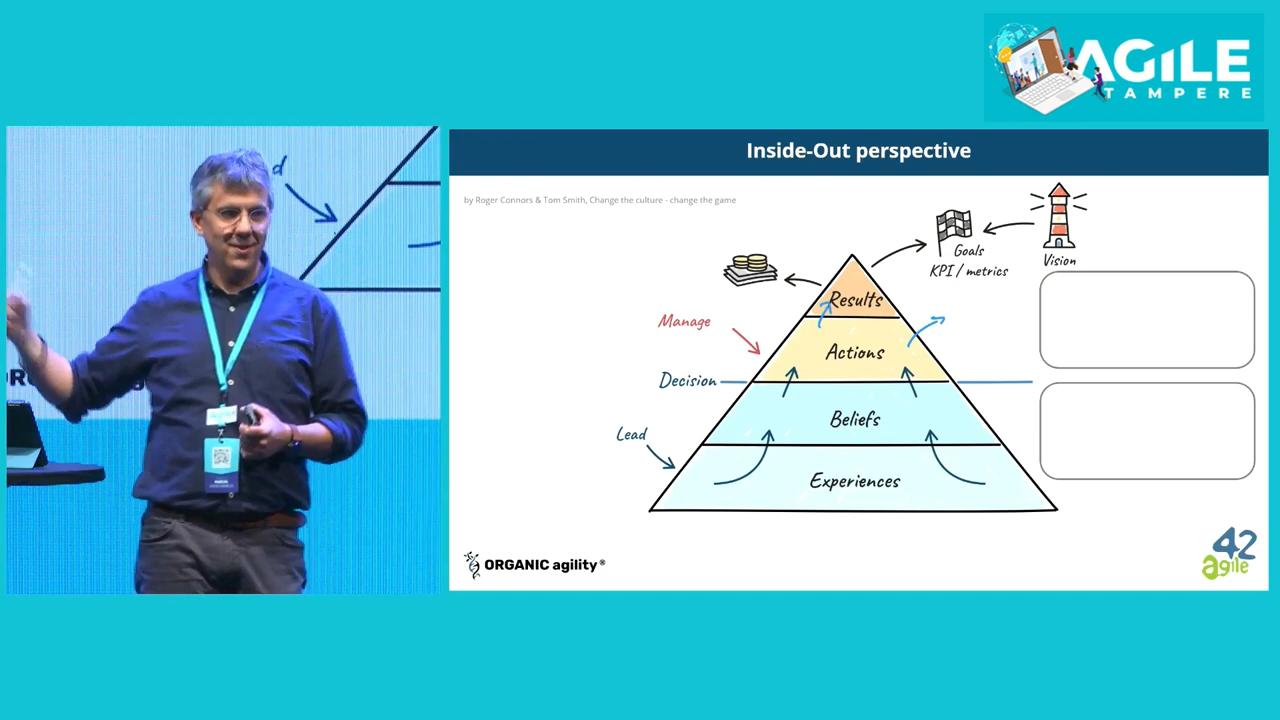 AGiLE
TAMPERE
Inside-Out perspective
by Roger Connors & Tom Smith, Change the culture - change the game
Goals
KPI / metrics
Vision
Results
Manage
Actions
Decision
Beliefs
Lead
Experiences
ORGANIC agility®
42
agile
d